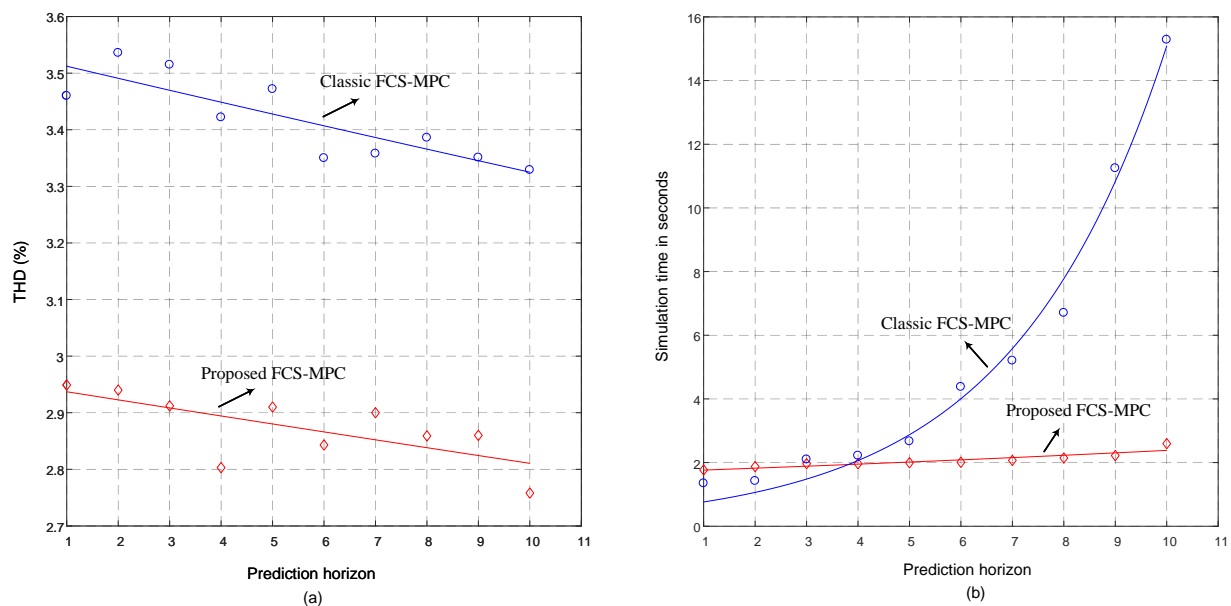 3.6
3.5
3.4
3.3
3.2
3.1
3
2.9
2.8
2.7
THD (%)
Classic FCS-MPC
Proposed FCS-MPC
1 2 3 4 5 6 7 8 9 10 11
Prediction horizon
(a)
16
14
12
10
8
6
4
2
0
Simulation time in seconds
Classic FCS-MPC
Proposed FCS-MPC
1 2 3 4 5 6 7 8 9 10 11
Prediction horizon
(b)